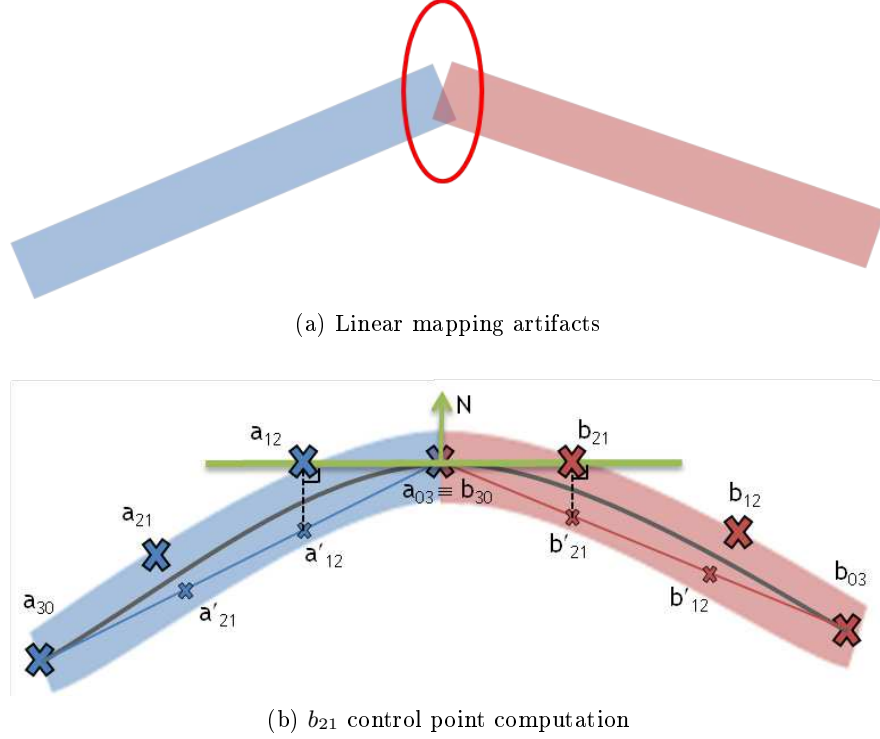 (a) Linear mapping artifacts
N
a₁₂
b₂₁
a₂₁
a₀₃ ≡ b₃₀
b₁₂
a'₁₂
b'₂₁
a₃₀
a'₂₁
b'₁₂
b₀₃
(b) b₂₁ control point computation